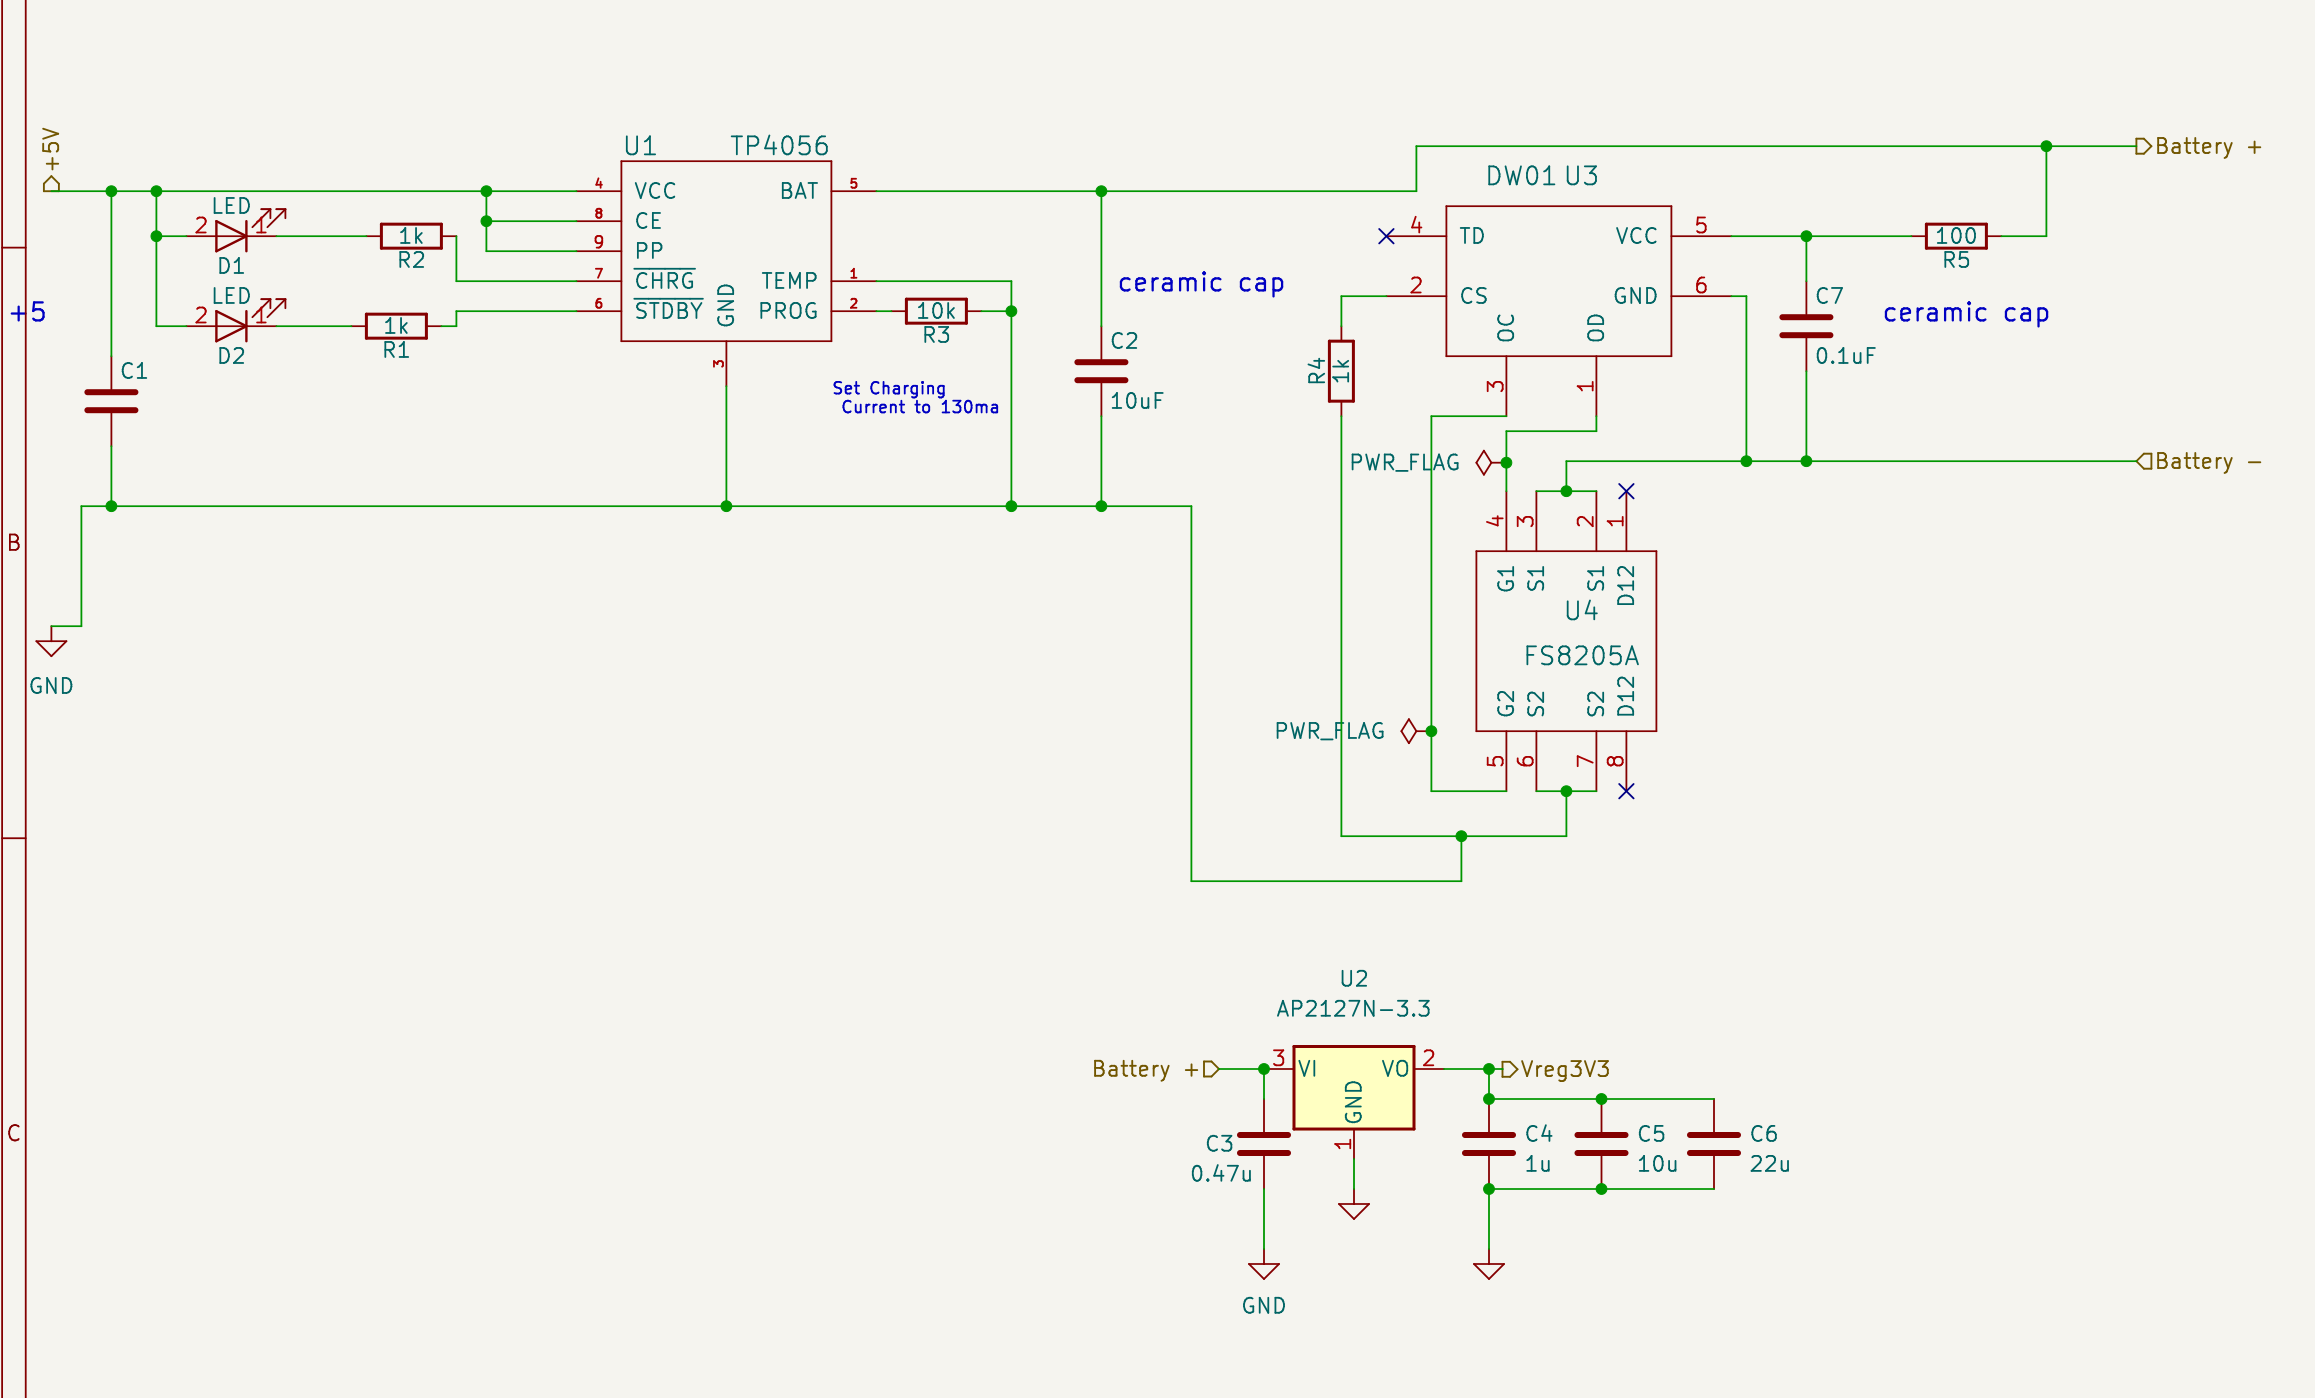 +5V
LED
2
1
D1
1k
R2
LED
2
1
D2
1k
R1
+5
C1
U1
TP4056
4
VCC
8
CE
9
PP
7
CHRG
6
STDBY
GND
3
BAT
5
TEMP
1
PROG
2
10k
R3
Set Charging
Current to 130ma
ceramic cap
C2
10uF
DW01
U3
4
TD
2
CS
OC
3
OD
1
VCC
5
GND
6
R4
1k
100
R5
C7
0.1uF
ceramic cap
Battery +
Battery -
PWR_FLAG
4
3
2
1
G1
S1
S1
D12
U4
FS8205A
G2
S2
S2
D12
5
6
7
8
PWR_FLAG
GND
B
C
U2
AP2127N-3.3
Battery +
3
VI
VO
2
GND
1
Vreg3V3
C3
0.47u
C4
1u
C5
10u
C6
22u
GND